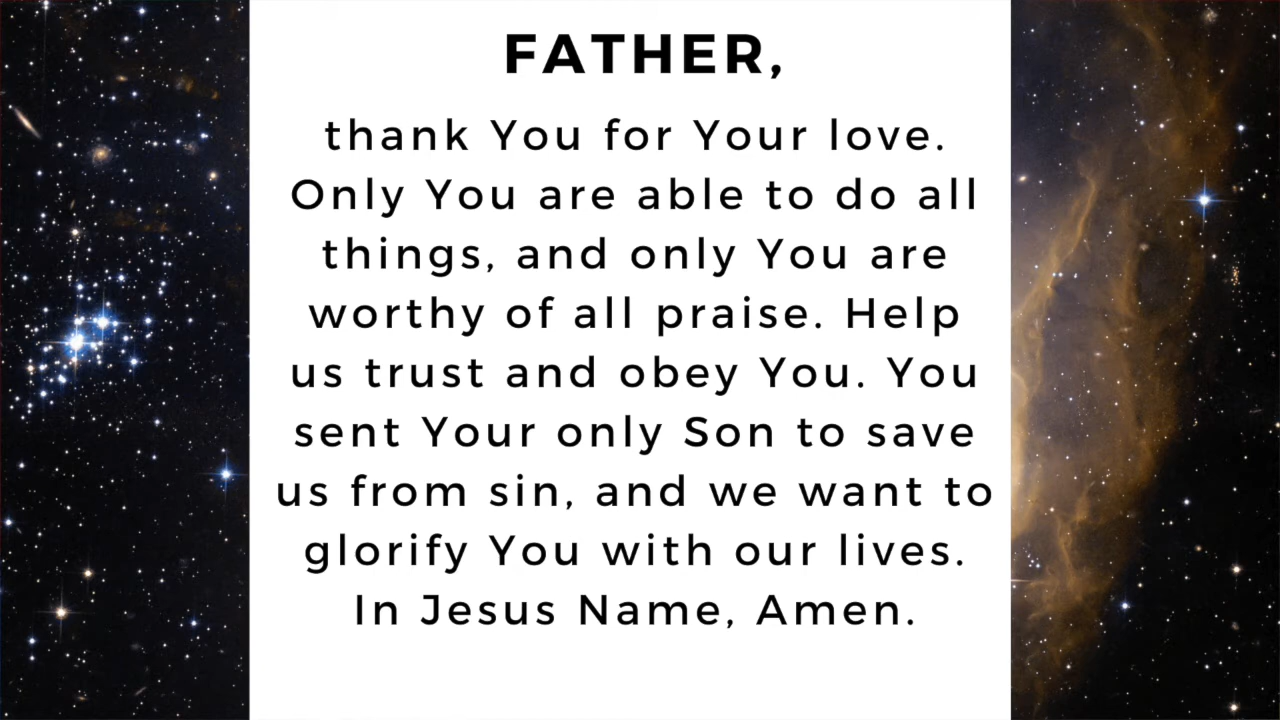 FATHER,
thank You for Your love.
Only You are able to do all
things, and only You are
worthy of all praise. Help
us trust and obey You. You
sent Your only Son to save
us from sin, and we want to
glorify You with our lives.
In Jesus Name, Amen.